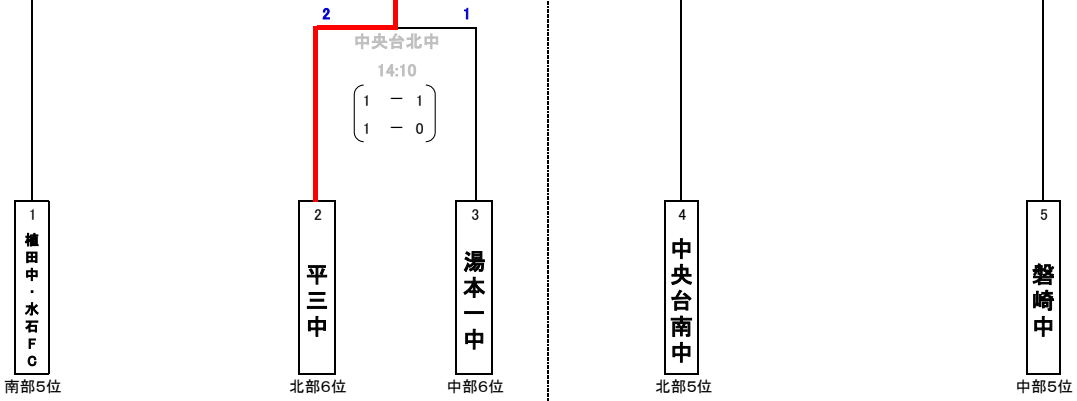 2 1
中央台北中
14:10
1 － 1
1 － 0
1
植田中・水石FC
南部5位
2
平三中
北部6位
3
湯本一中
中部6位
4
中央台南中
北部5位
5
磐崎中
中部5位